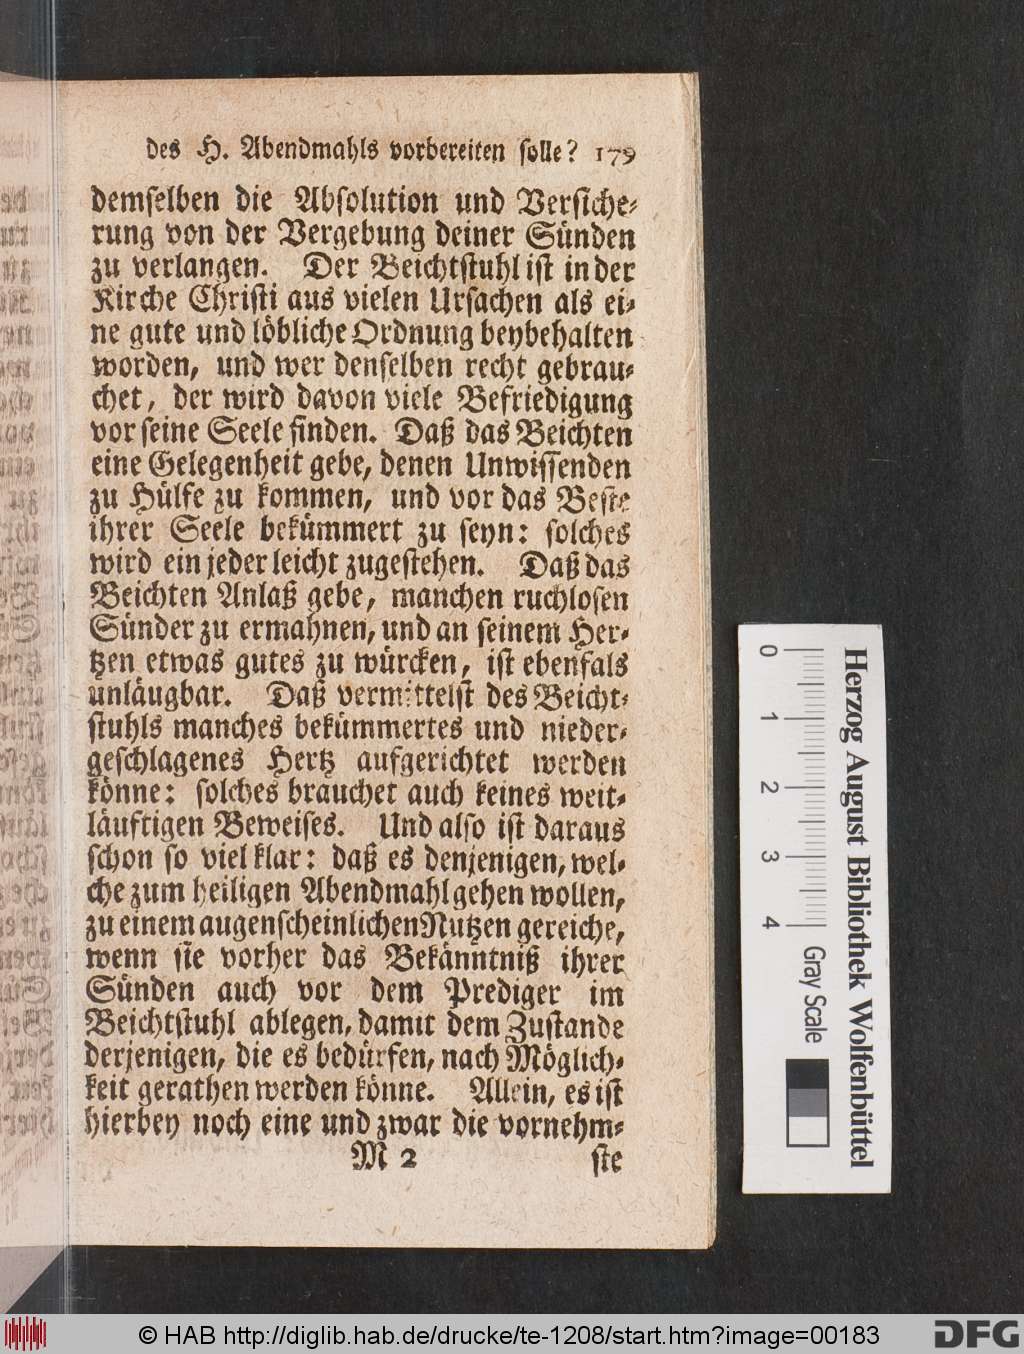 des H. Abendmahls vorbereiten solle? 179
demselben die Absolution und Versiche-
rung von der Vergebung deiner Sünden
zu verlangen. Der Beichtstuhl ist in der
Kirche Christi aus vielen Ursachen als ei-
ne gute und löbliche Ordnung beybehalten
worden, und wer denselben recht gebrau-
chet, der wird davon viele Befriedigung
vor seine Seele finden. Daß das Beichten
eine Gelegenheit gebe, denen Unwissenden
zu Hülfe zu kommen, und vor das Beste
ihrer Seele bekümmert zu seyn: solches
wird ein jeder leicht zugestehen. Daß das
Beichten Anlaß gebe, manchen ruchlosen
Sünder zu ermahnen, und an seinem Her-
tzen etwas gutes zu würcken, ist ebenfals
unläugbar. Daß vermittelst des Beicht-
stuhls manches bekümmertes und nieder-
geschlagenes Hertz aufgerichtet werden
könne: solches brauchet auch keines weit-
läuftigen Beweises. Und also ist daraus
schon so viel klar: daß es denjenigen, wel-
che zum heiligen Abendmahl gehen wollen,
zu einem augenscheinlichen Nutzen gereiche,
wenn sie vorher das Bekänntniß ihrer
Sünden auch vor dem Prediger im
Beichtstuhl ablegen, damit dem Zustande
derjenigen, die es bedürfen, nach Möglich-
keit gerathen werden könne. Allein, es ist
hierbey noch eine und zwar die vornehm-
M 2 ste
0 1 2 3 4
Gray Scale
Herzog August Bibliothek Wolfenbüttel
© HAB http://diglib.hab.de/drucke/te-1208/start.htm?image=00183
DFG